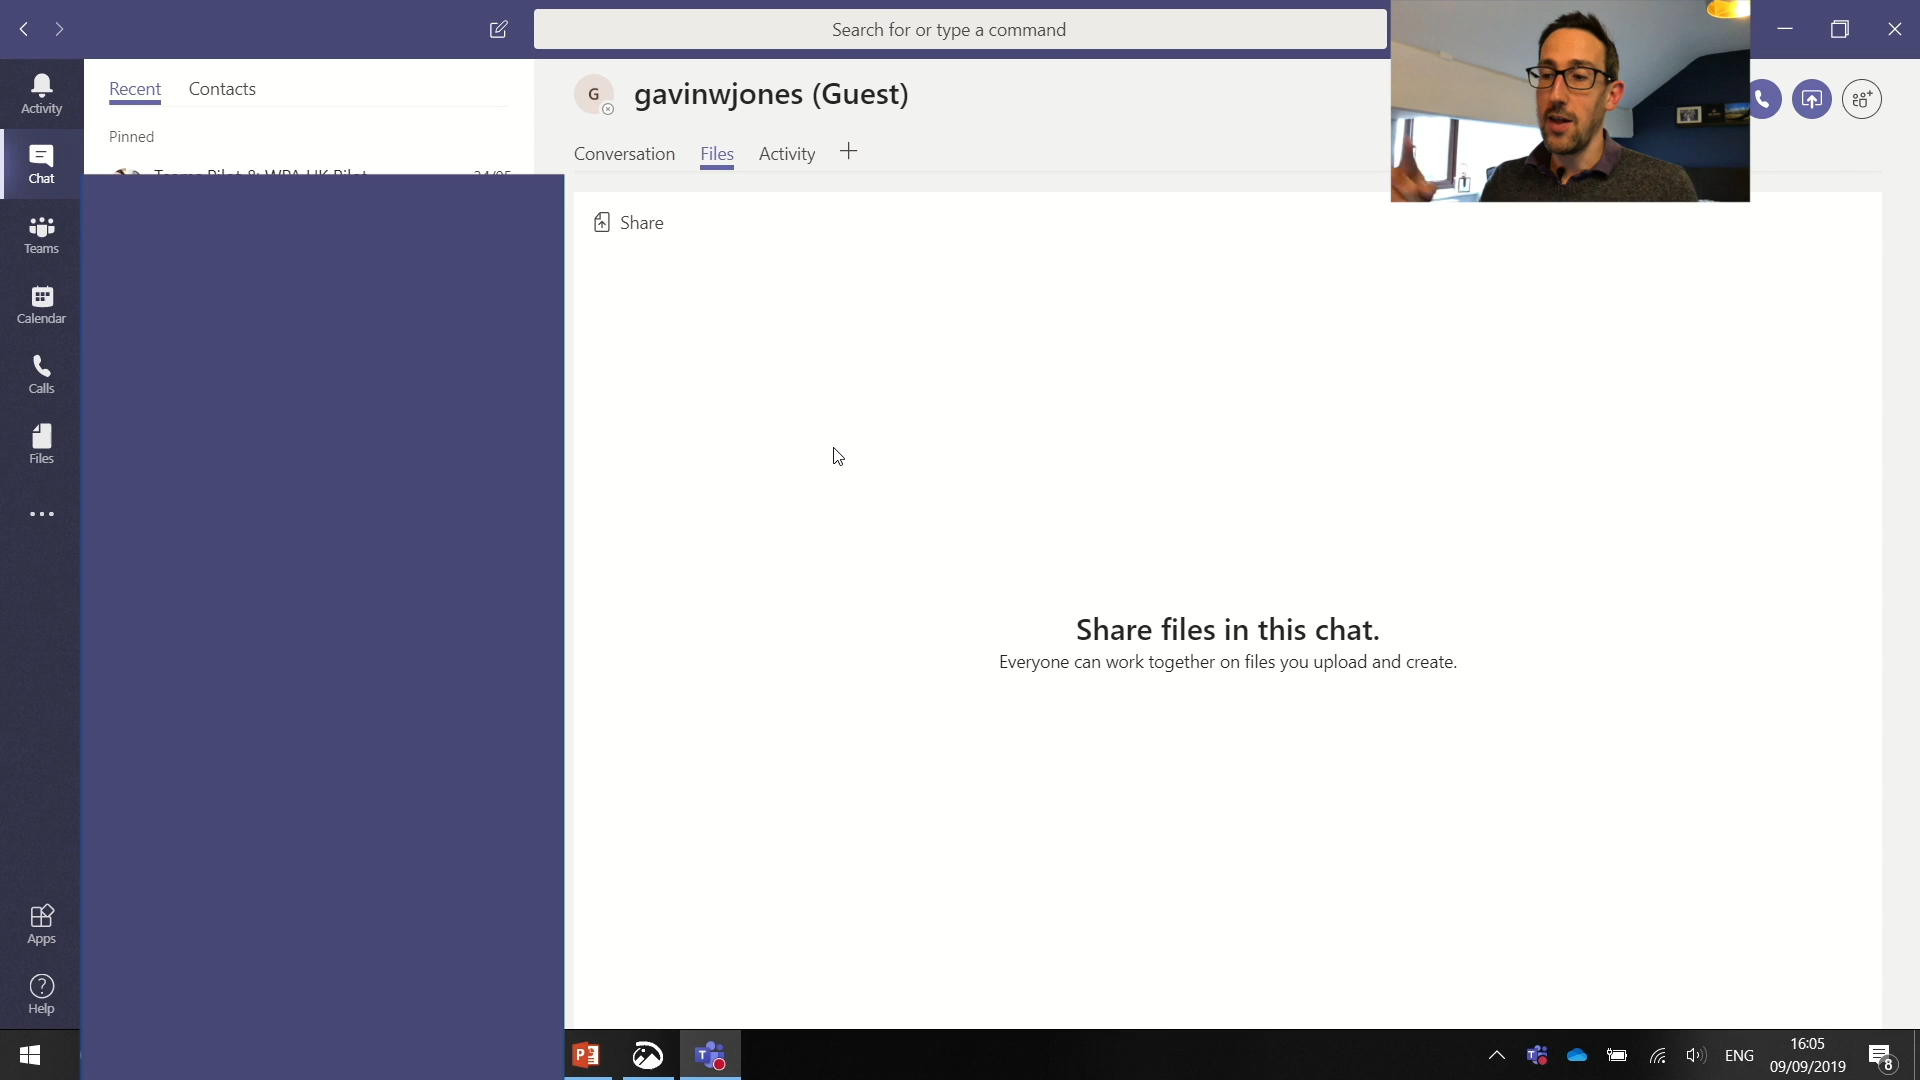 Search for or type a command
Activity
Chat
Teams
Calendar
Calls
Files
Apps
Help
Recent
Contacts
Pinned
G
gavinwjones (Guest)
Conversation
Files
Activity
Share
Share files in this chat.
Everyone can work together on files you upload and create.
ENG
16:05
09/09/2019
8